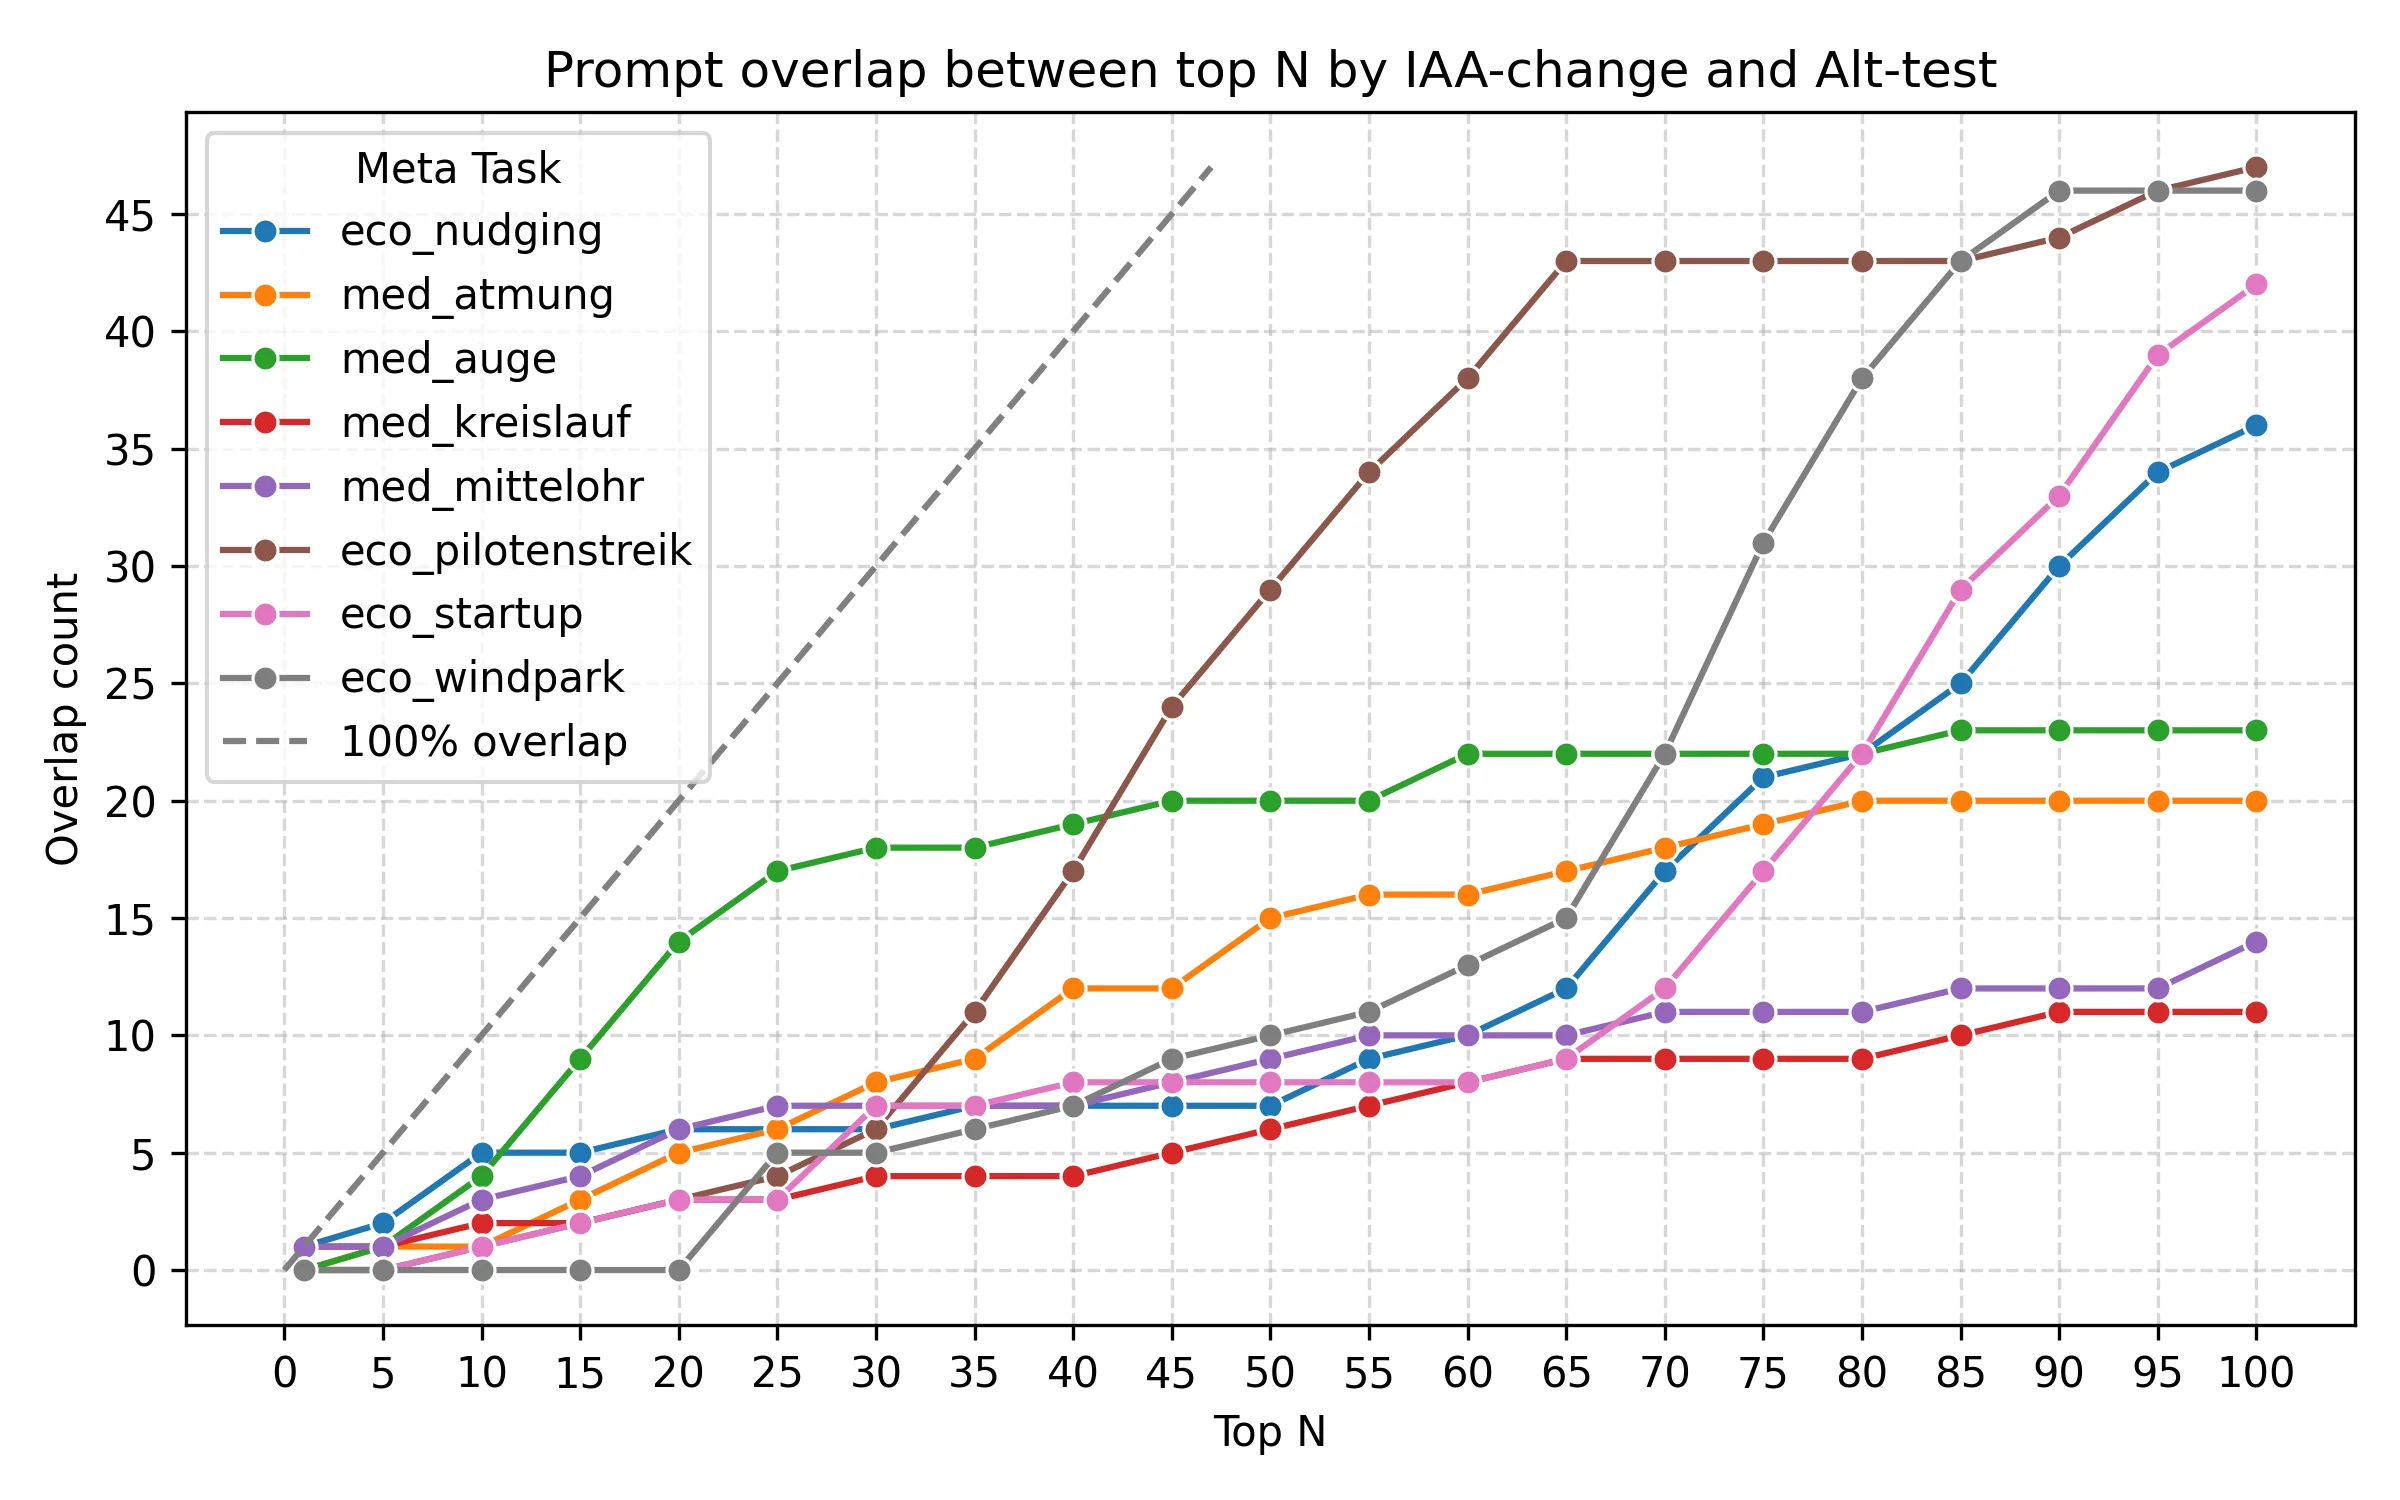 Prompt overlap between top N by IAA-change and Alt-test
Meta Task
eco_nudging
med_atmung
med_auge
med_kreislauf
med_mittelohr
eco_pilotenstreik
eco_startup
eco_windpark
100% overlap
Overlap count
45
40
35
30
25
20
15
10
5
0
0 5 10 15 20 25 30 35 40 45 50 55 60 65 70 75 80 85 90 95 100
Top N